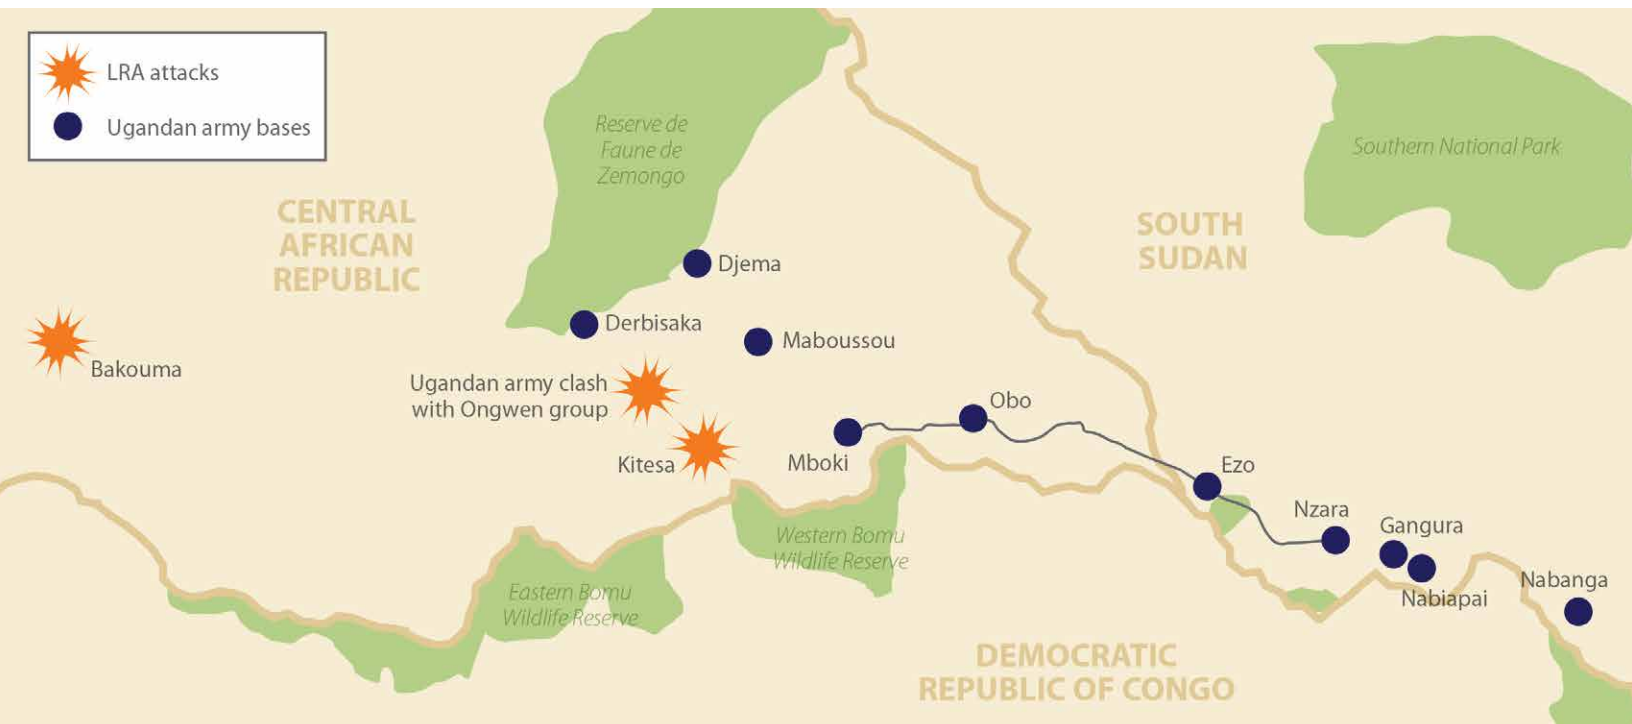 LRA attacks
Ugandan army bases
Reserve de
Faune de
Zemongo
Southern National Park
CENTRAL
AFRICAN
REPUBLIC
SOUTH
SUDAN
Djema
Derbisaka
Maboussou
Bakouma
Ugandan army clash
with Ongwen group
Obo
Kitesa
Mboki
Ezo
Nzara
Gangura
Western Bomu
Wildlife Reserve
Nabanga
Eastern Bomu
Wildlife Reserve
Nabiapai
DEMOCRATIC
REPUBLIC OF CONGO